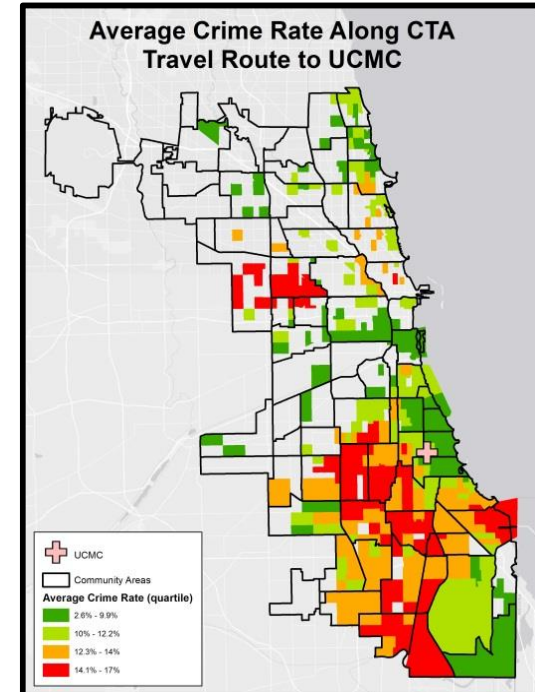 Average Crime Rate Along CTA
Travel Route to UCMC
UCMC
Community Areas
Average Crime Rate (quartile)
2.6% - 9.9%
10% - 12.2%
12.3% - 14%
14.1% - 17%